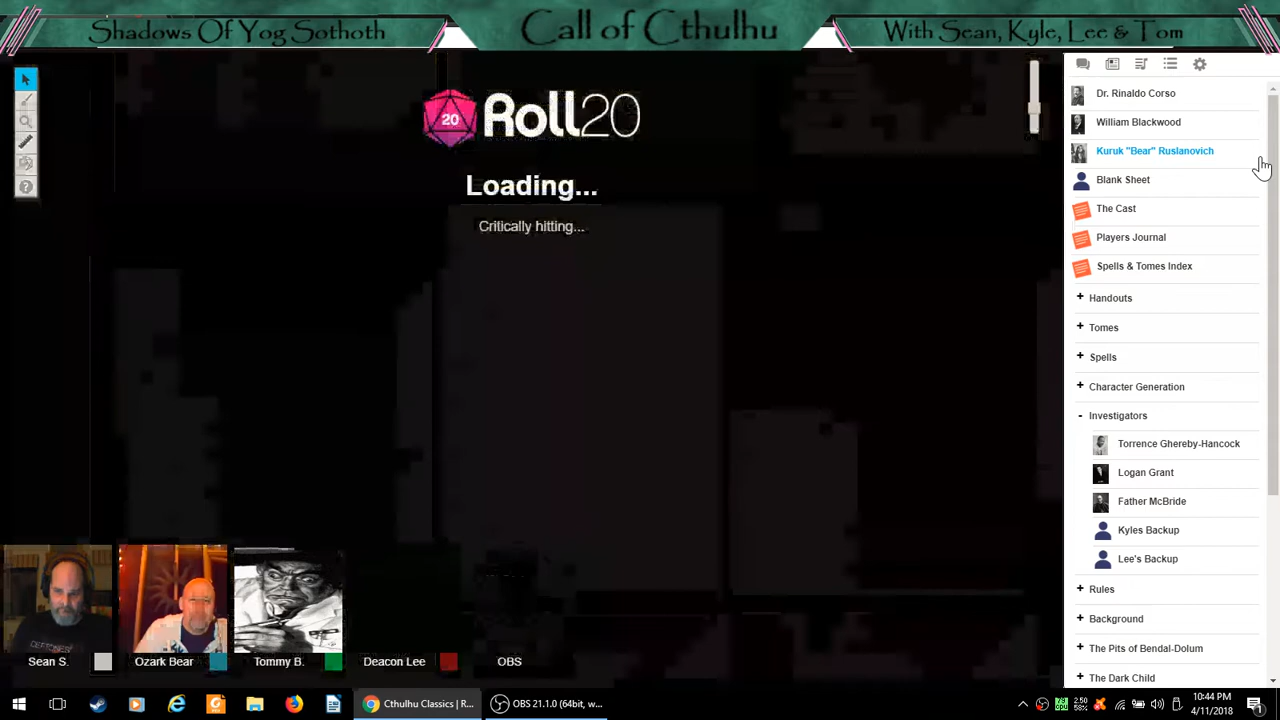 Shadows Of Yog Sothoth
Call of Cthulhu
With Sean, Kyle, Lee & Tom
20
Roll20
Loading...
Critically hitting...
Dr. Rinaldo Corso
William Blackwood
Kuruk "Bear" Ruslanovich
Blank Sheet
The Cast
Players Journal
Spells & Tomes Index
+ Handouts
+ Tomes
+ Spells
+ Character Generation
- Investigators
Torrence Ghereby-Hancock
Logan Grant
Father McBride
Kyles Backup
Lee's Backup
+ Rules
+ Background
+ The Pits of Bendal-Dolum
+ The Dark Child
Sean S.
Ozark Bear
Tommy B.
Deacon Lee
OBS
Cthulhu Classics | R...
OBS 21.1.0 (64bit, w...
10:44 PM
4/11/2018